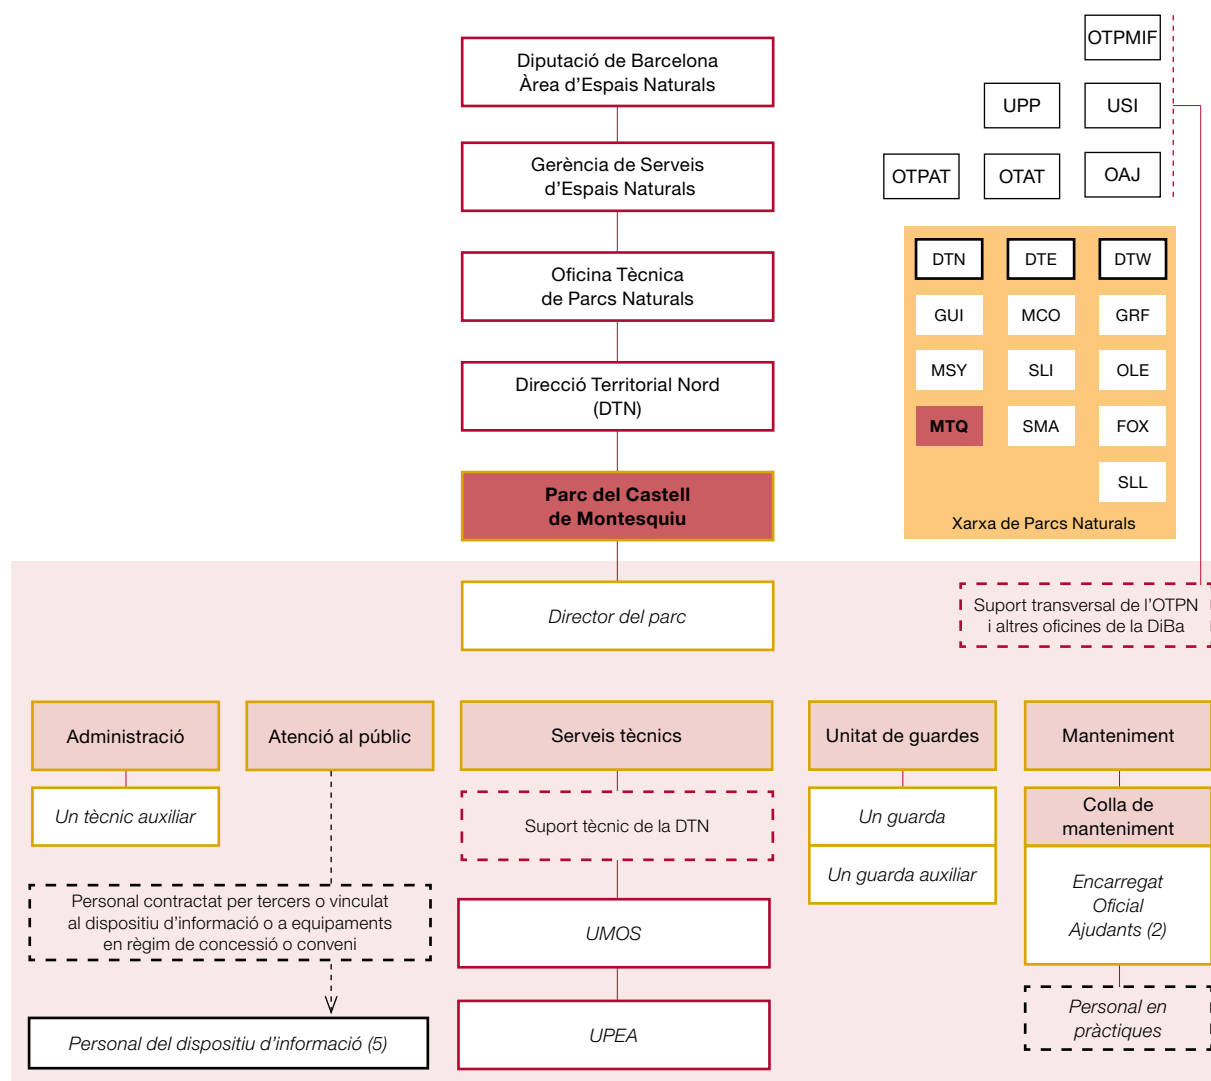 Diputació de Barcelona
Àrea d’Espais Naturals
Gerència de Serveis
d’Espais Naturals
Oficina Tècnica
de Parcs Naturals
Direcció Territorial Nord
(DTN)
Parc del Castell
de Montesquiu
Director del parc
OTPMIF
UPP
USI
OTPAT
OTAT
OAJ
DTN
DTE
DTW
GUI
MCO
GRF
MSY
SLI
OLE
MTQ
SMA
FOX
SLL
Xarxa de Parcs Naturals
Suport transversal de l’OTPN
i altres oficines de la DiBa
Administració
Un tècnic auxiliar
Atenció al públic
Personal contractat per tercers o vinculat
al dispositiu d’informació o a equipaments
en règim de concessió o conveni
Personal del dispositiu d’informació (5)
Serveis tècnics
Suport tècnic de la DTN
UMOS
UPEA
Unitat de guardes
Un guarda
Un guarda auxiliar
Manteniment
Colla de
manteniment
Encarregat
Oficial
Ajudants (2)
Personal en
pràctiques